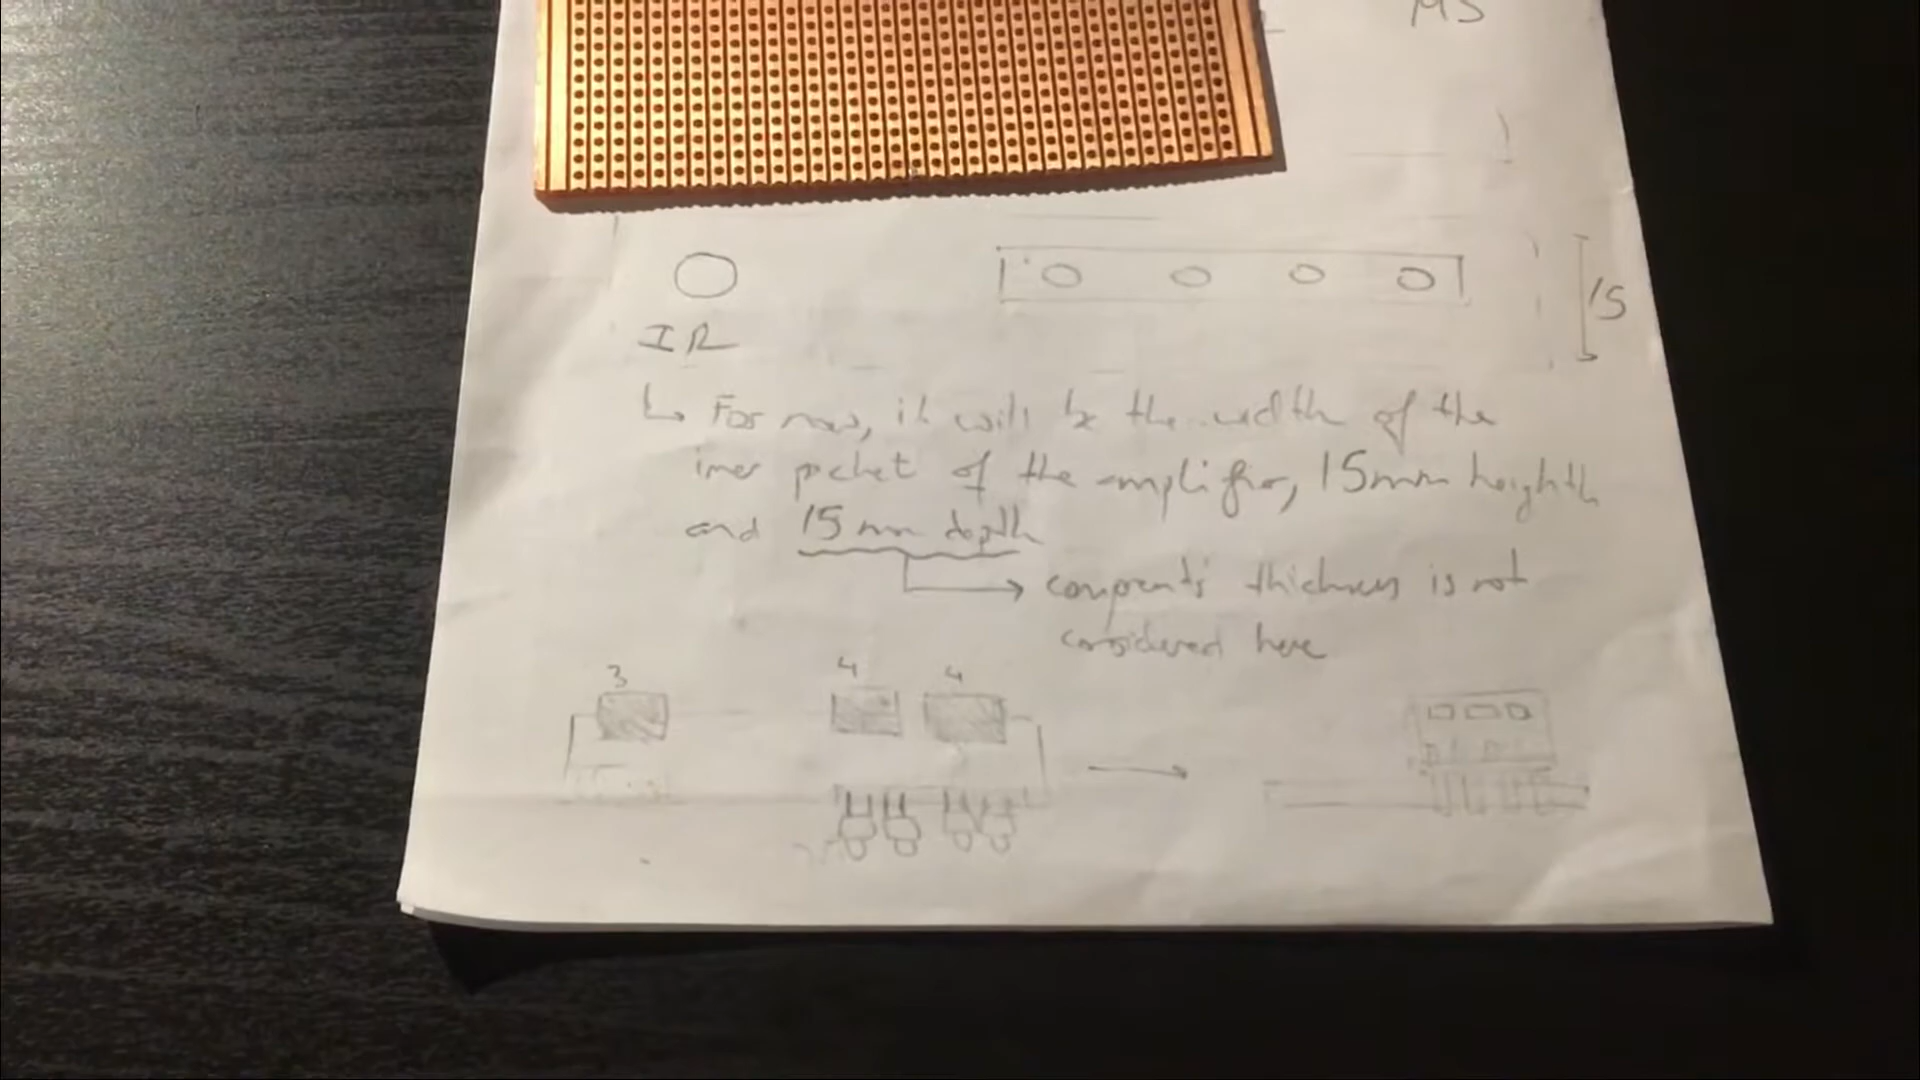 15
IR
For now, it will be the width of the
inner pocket of the amplifier, 15mm heighth
and 15mm depth
components' thickness is not
considered here
3 4 4